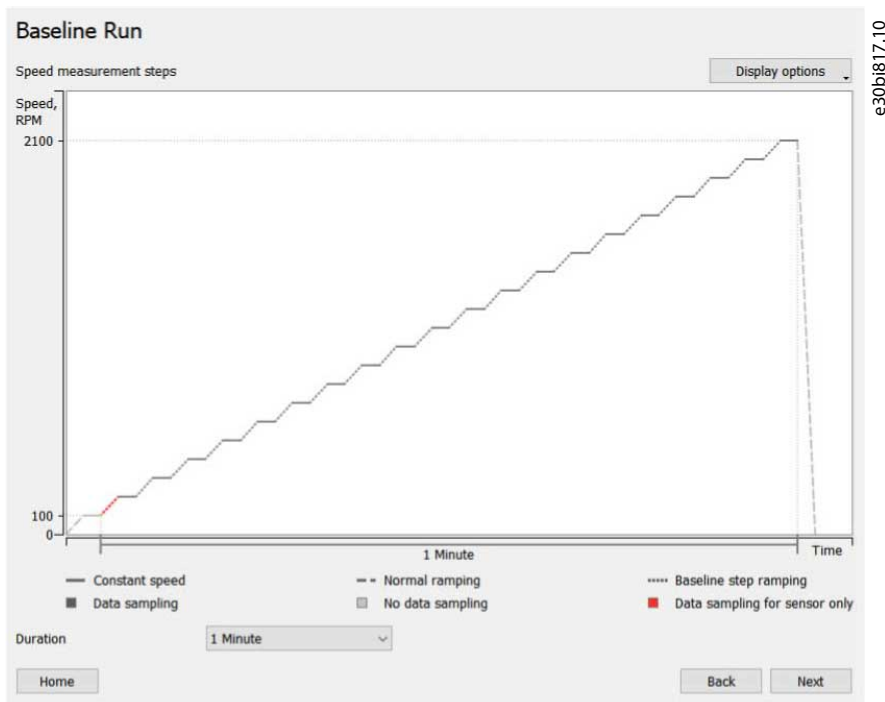 Baseline Run
Speed measurement steps
Display options
Speed,
RPM
2100
100
0
1 Minute
Time
Constant speed
Normal ramping
Baseline step ramping
Data sampling
No data sampling
Data sampling for sensor only
Duration
1 Minute
Home
Back
Next
e30bi817.10